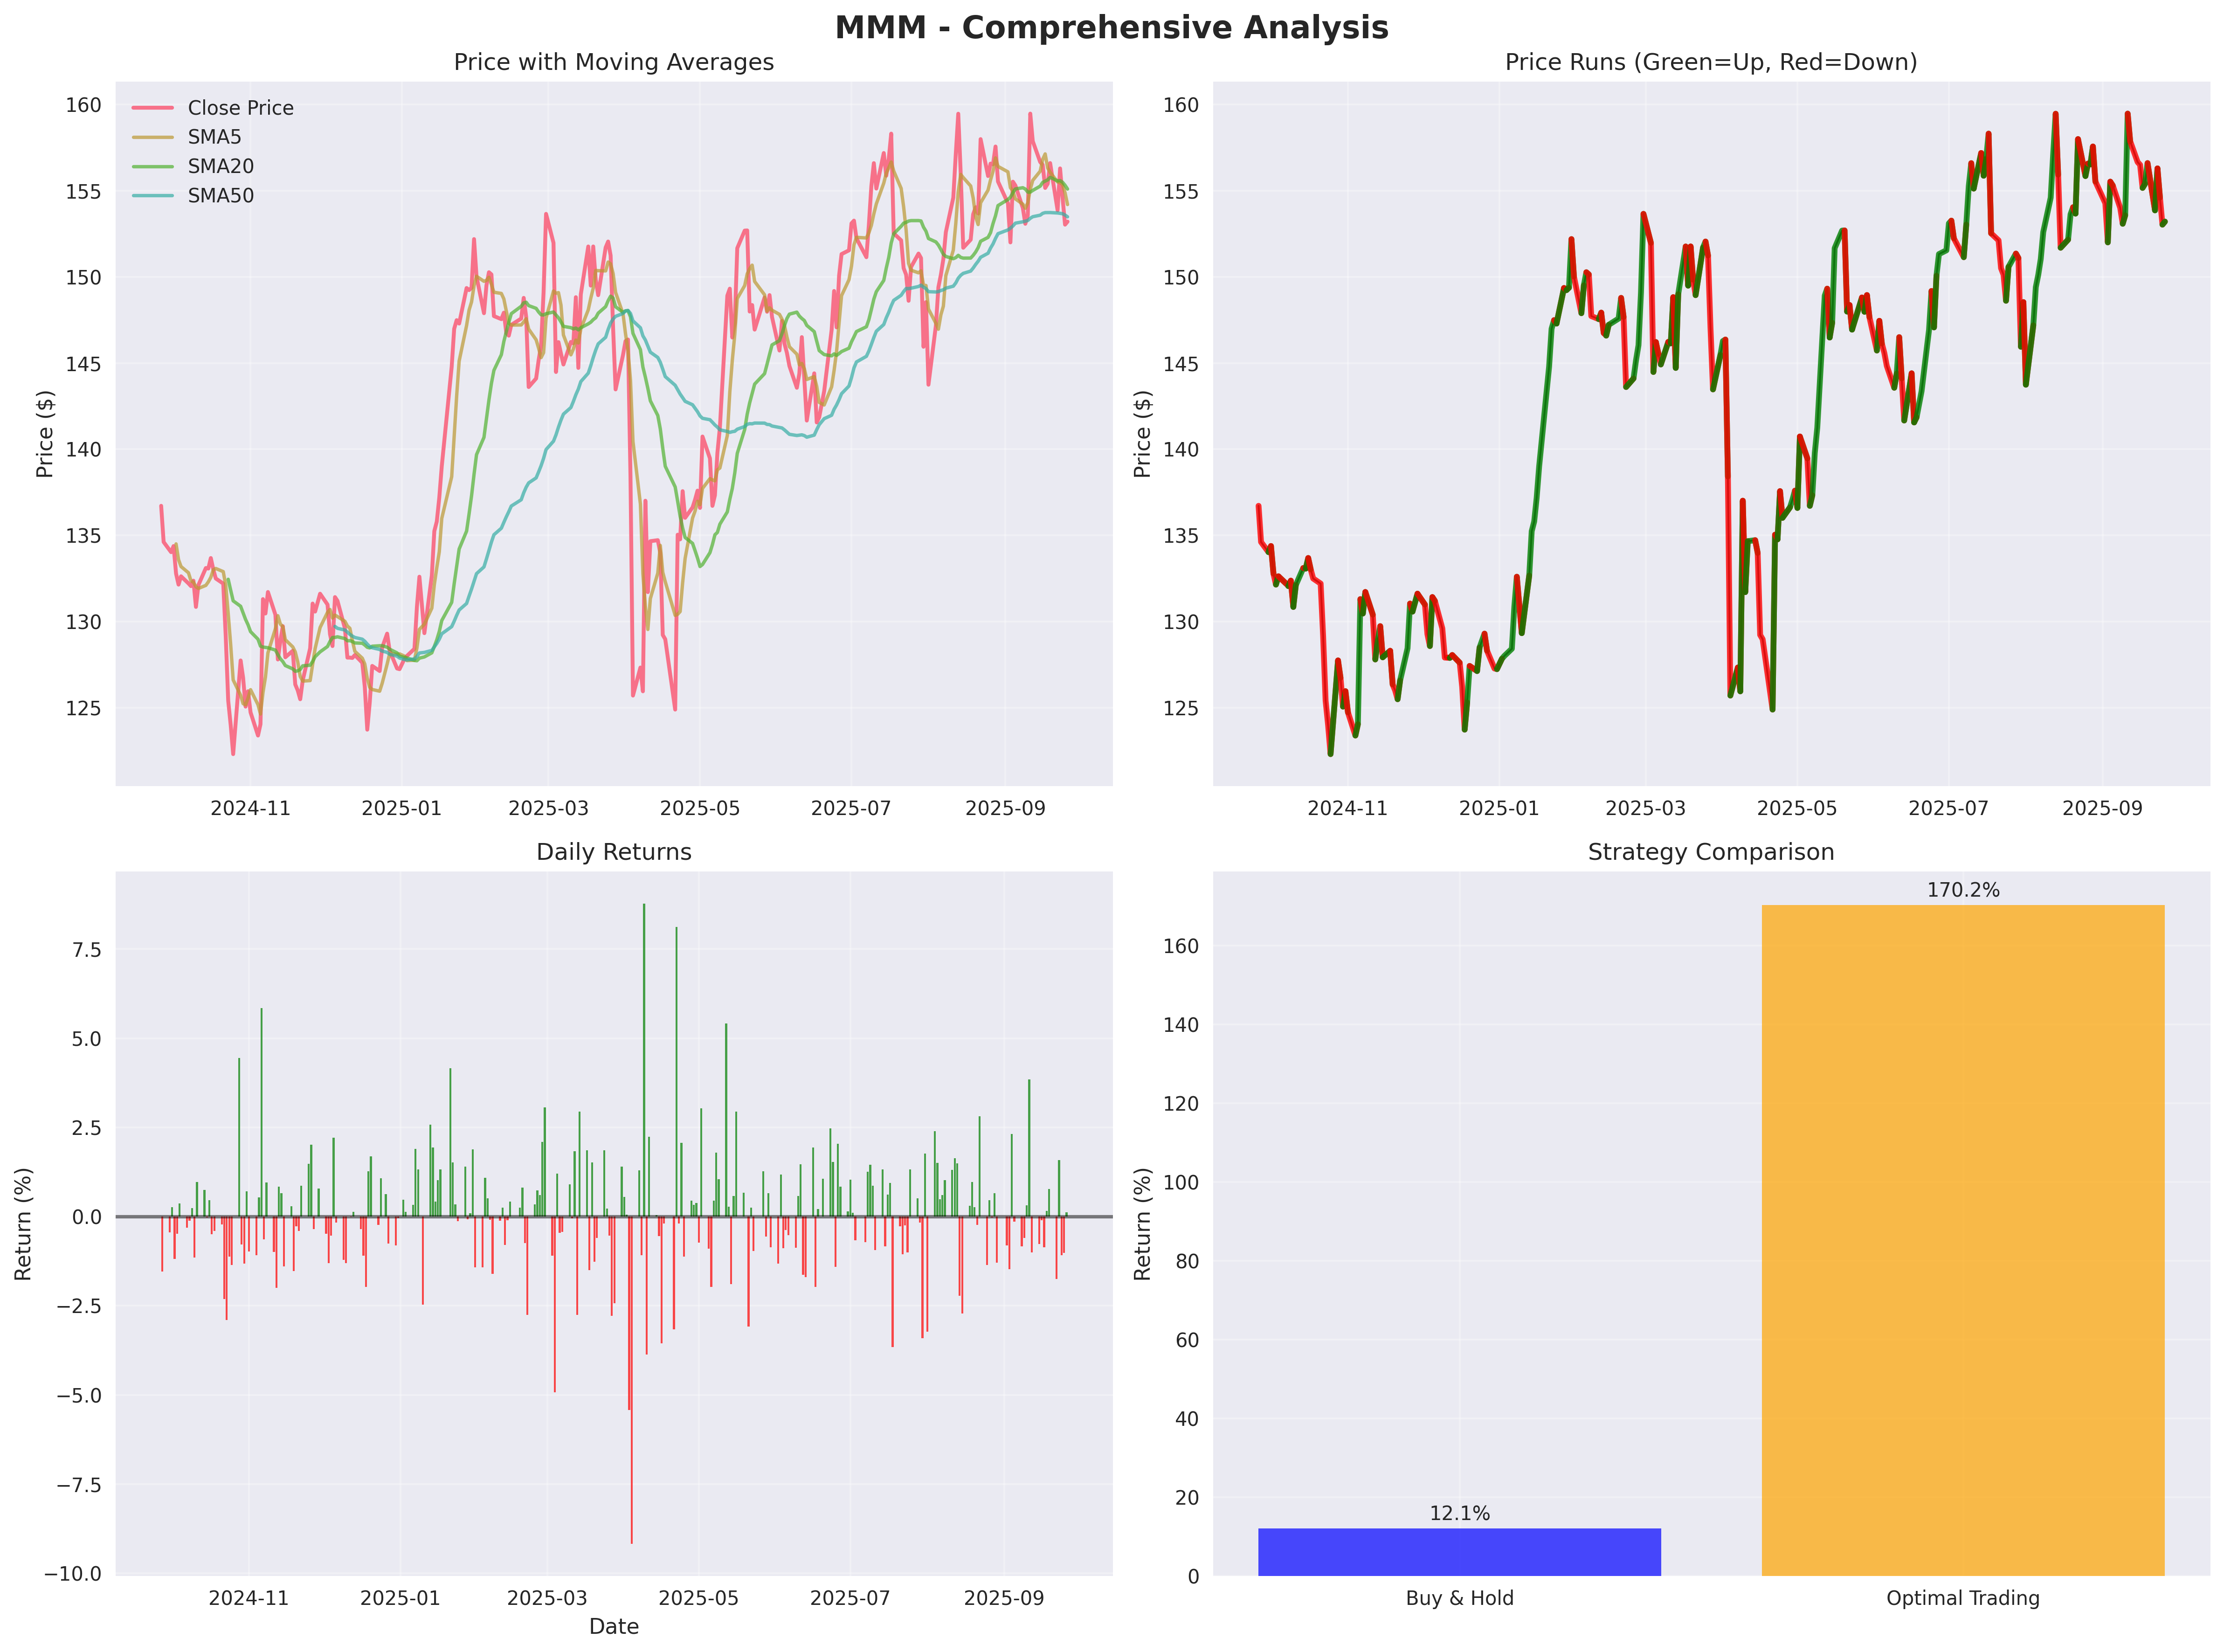 MMM - Comprehensive Analysis
Price with Moving Averages
Close Price
SMA5
SMA20
SMA50
Price ($)
160
155
150
145
140
135
130
125
2024-11 2025-01 2025-03 2025-05 2025-07 2025-09
Price Runs (Green=Up, Red=Down)
Price ($)
160
155
150
145
140
135
130
125
2024-11 2025-01 2025-03 2025-05 2025-07 2025-09
Daily Returns
Return (%)
7.5
5.0
2.5
0.0
−2.5
−5.0
−7.5
−10.0
2024-11 2025-01 2025-03 2025-05 2025-07 2025-09
Date
Strategy Comparison
Return (%)
160
140
120
100
80
60
40
20
0
12.1%
170.2%
Buy & Hold Optimal Trading